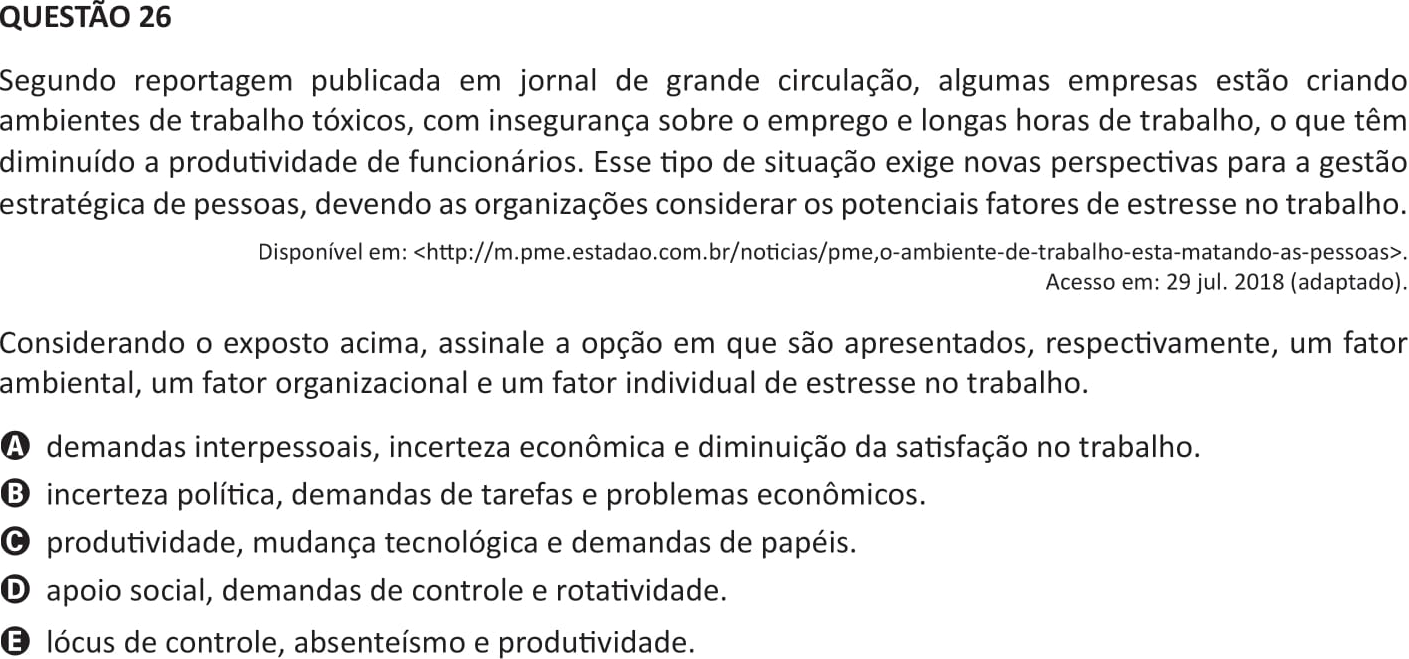 QUESTÃO 26
Segundo reportagem publicada em jornal de grande circulação, algumas empresas estão criando
ambientes de trabalho tóxicos, com insegurança sobre o emprego e longas horas de trabalho, o que têm
diminuído a produtividade de funcionários. Esse tipo de situação exige novas perspectivas para a gestão
estratégica de pessoas, devendo as organizações considerar os potenciais fatores de estresse no trabalho.
Disponível em: <http://m.pme.estadao.com.br/noticias/pme,o-ambiente-de-trabalho-esta-matando-as-pessoas>.
Acesso em: 29 jul. 2018 (adaptado).
Considerando o exposto acima, assinale a opção em que são apresentados, respectivamente, um fator
ambiental, um fator organizacional e um fator individual de estresse no trabalho.
A demandas interpessoais, incerteza econômica e diminuição da satisfação no trabalho.
B incerteza política, demandas de tarefas e problemas econômicos.
C produtividade, mudança tecnológica e demandas de papéis.
D apoio social, demandas de controle e rotatividade.
E lócus de controle, absenteísmo e produtividade.